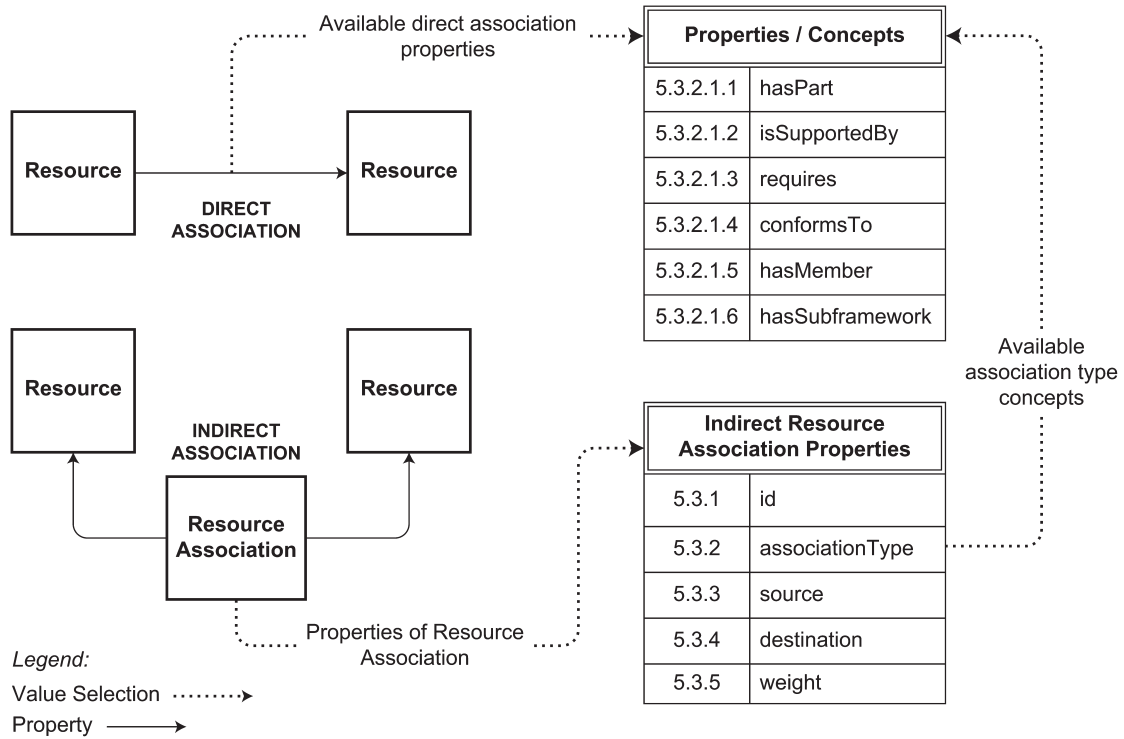 Available direct association
properties
Resource
Resource
DIRECT
ASSOCIATION
Properties / Concepts
5.3.2.1.1 hasPart
5.3.2.1.2 isSupportedBy
5.3.2.1.3 requires
5.3.2.1.4 conformsTo
5.3.2.1.5 hasMember
5.3.2.1.6 hasSubframework
Available
association type
concepts
Resource
Resource
INDIRECT
ASSOCIATION
Resource
Association
Properties of Resource
Association
Indirect Resource
Association Properties
5.3.1 id
5.3.2 associationType
5.3.3 source
5.3.4 destination
5.3.5 weight
Legend:
Value Selection
Property